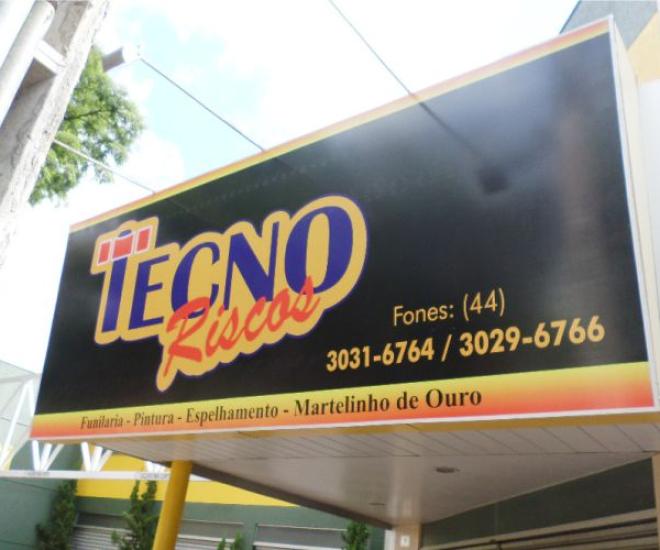 TECNO
Riscos
Fones: (44)
3031-6764 / 3029-6766
Funilaria - Pintura - Espelhamento - Martelinho de Ouro